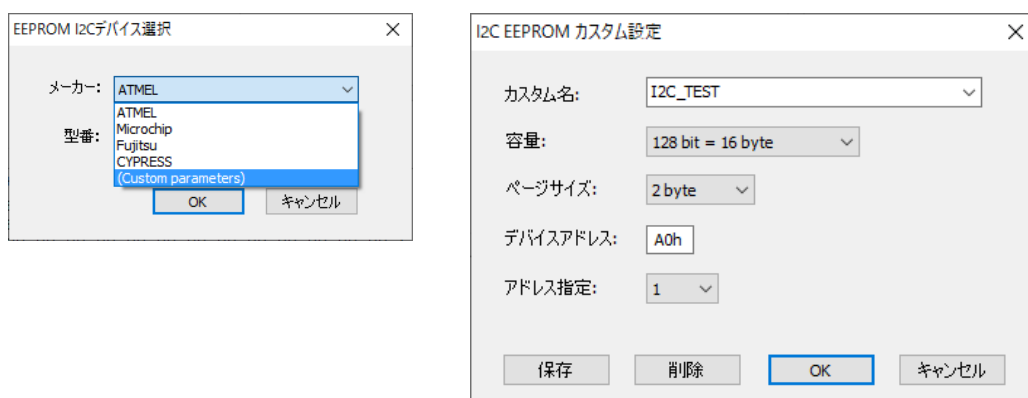 EEPROM I2Cデバイス選択
メーカー: ATMEL
ATMEL
Microchip
型番:
Fujitsu
CYPRESS
(Custom parameters)
OK キャンセル
I2C EEPROM カスタム設定
カスタム名: I2C_TEST
容量: 128 bit = 16 byte
ページサイズ: 2 byte
デバイスアドレス: A0h
アドレス指定: 1
保存 削除 OK キャンセル